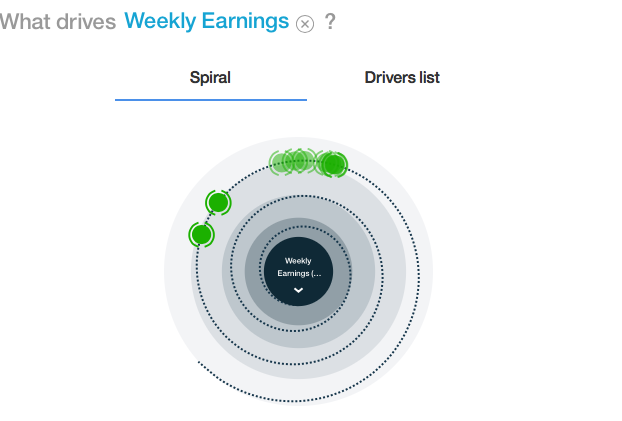 What drives Weekly Earnings ?
Spiral Drivers list
Weekly
Earnings (...